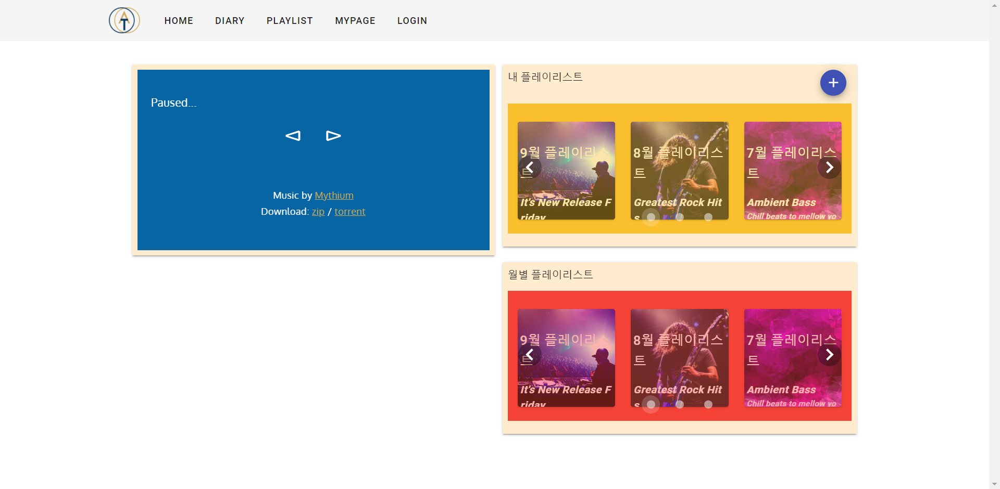 AT
HOME DIARY PLAYLIST MYPAGE LOGIN
Paused...
Music by Mythium
Download: zip / torrent
내 플레이리스트
+
9월 플레이리스
트
It's New Release F
riday
8월 플레이리스
트
Greatest Rock Hit
s
7월 플레이리스
트
Ambient Bass
Chill beats to mellow yo
월별 플레이리스트
9월 플레이리스
트
It's New Release F
riday
8월 플레이리스
트
Greatest Rock Hit
s
7월 플레이리스
트
Ambient Bass
Chill beats to mellow yo